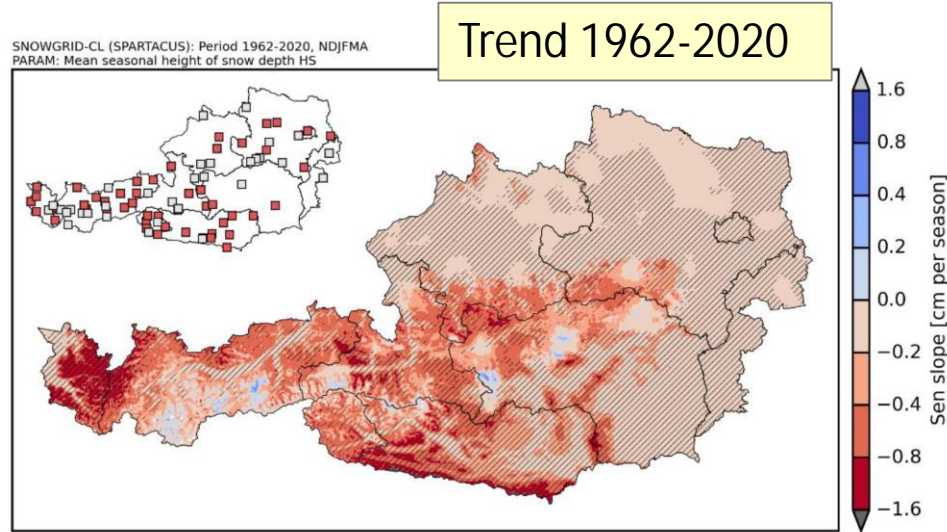 Trend 1962-2020
SNOWGRID-CL (SPARTACUS): Period 1962-2020, NDJFMA
PARAM: Mean seasonal height of snow depth HS
1.6
0.8
0.4
0.2
0.0
−0.2
−0.4
−0.8
−1.6
Sen slope [cm per season]